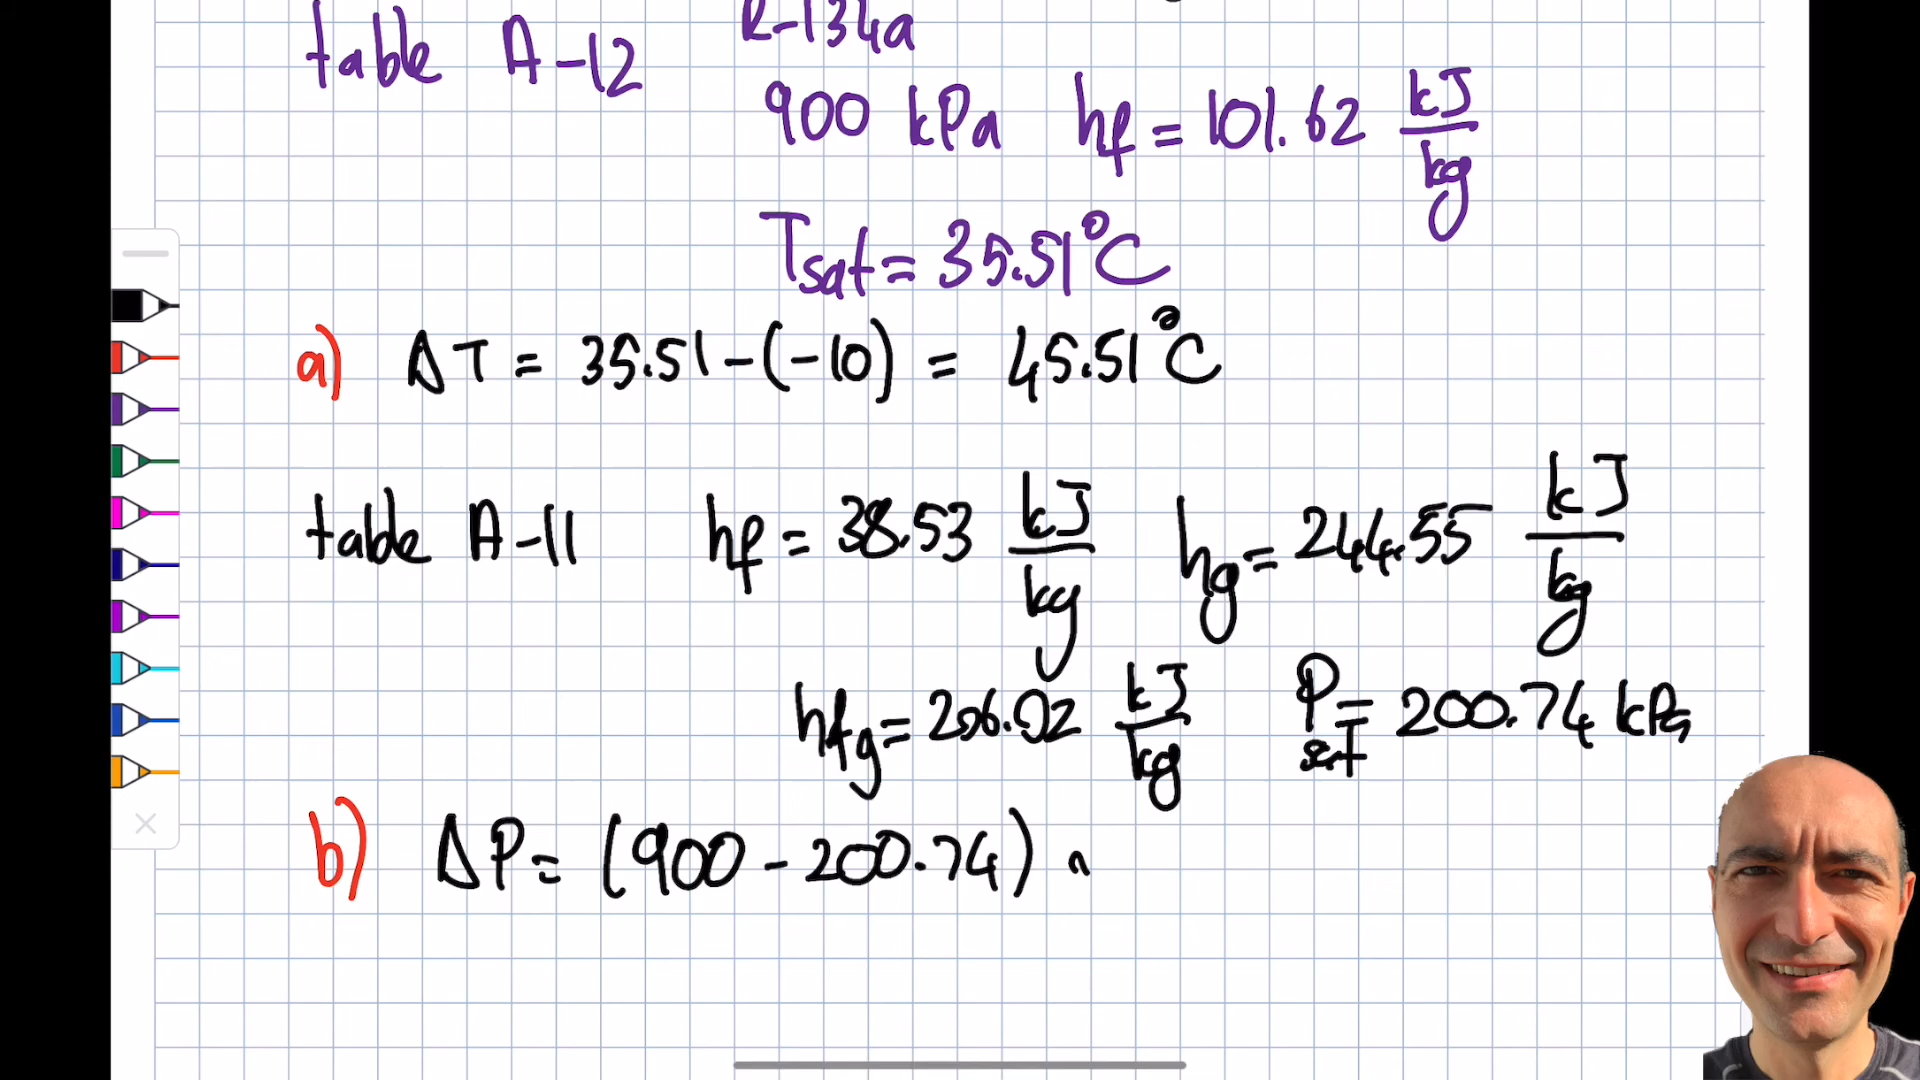 table A-12 R-134a
900 kPa hf = 101.62 kJ/kg
Tsat = 35.51°C
a) ΔT = 35.51-(-10) = 45.51°C
table A-11 hf = 38.53 kJ/kg hg = 244.55 kJ/kg
hfg = 206.02 kJ/kg Psat = 200.74 kPa
b) ΔP = (900 - 200.74)